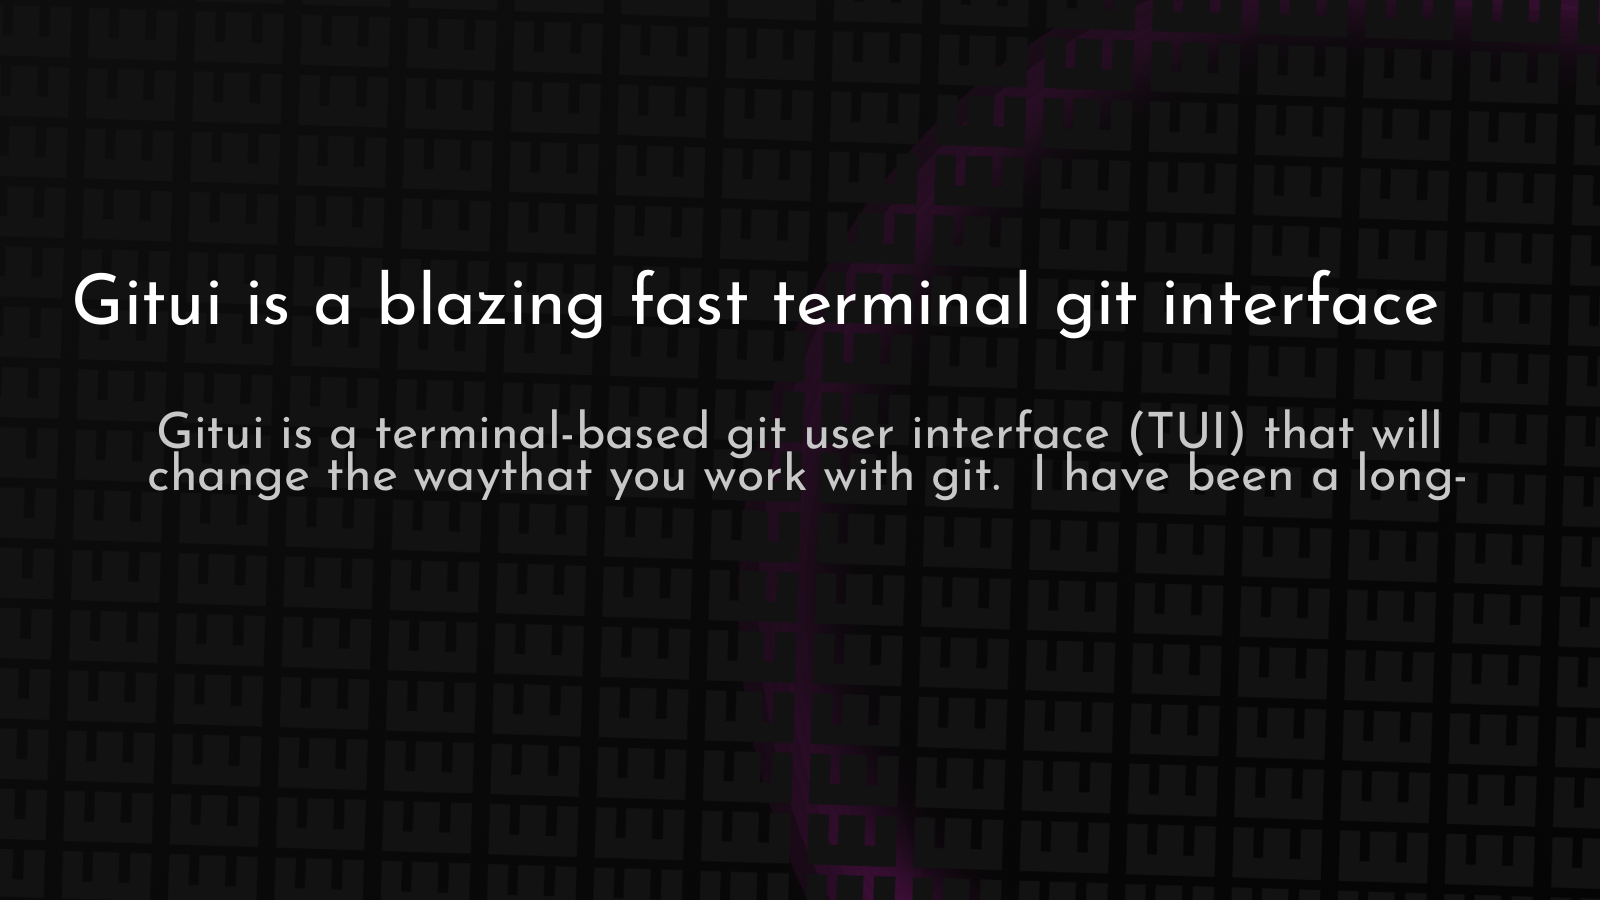 Gitui is a blazing fast terminal git interface
Gitui is a terminal-based git user interface (TUI) that will
change the waythat you work with git.  I have been a long-